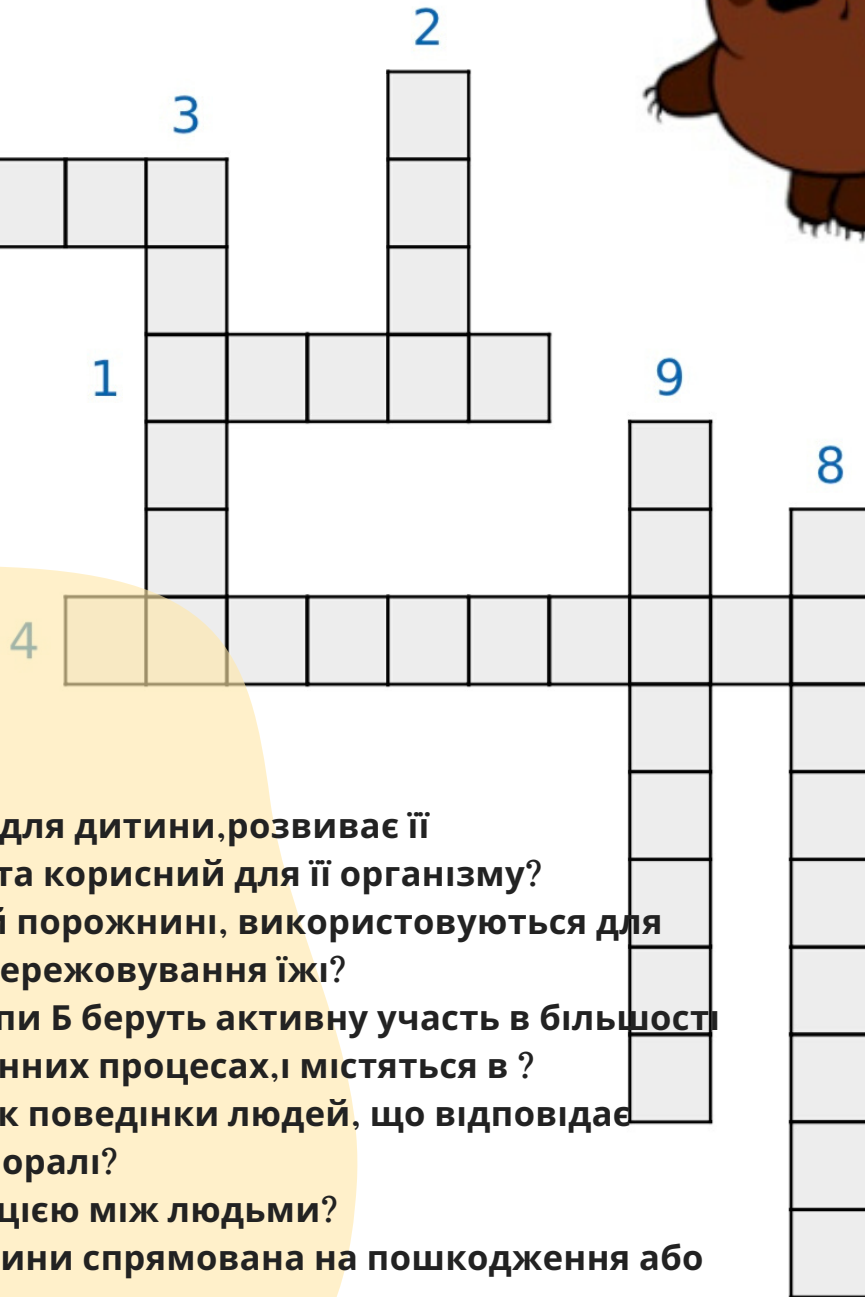 2
3
1
9
8
4
для дитини,розвиває її
та корисний для її організму?
й порожнині, використовуються для
ережовування їжі?
пи Б беруть активну участь в більшості
нних процесах,і містяться в ?
к поведінки людей, що відповідає
оралі?
цією між людьми?
ини спрямована на пошкодження або